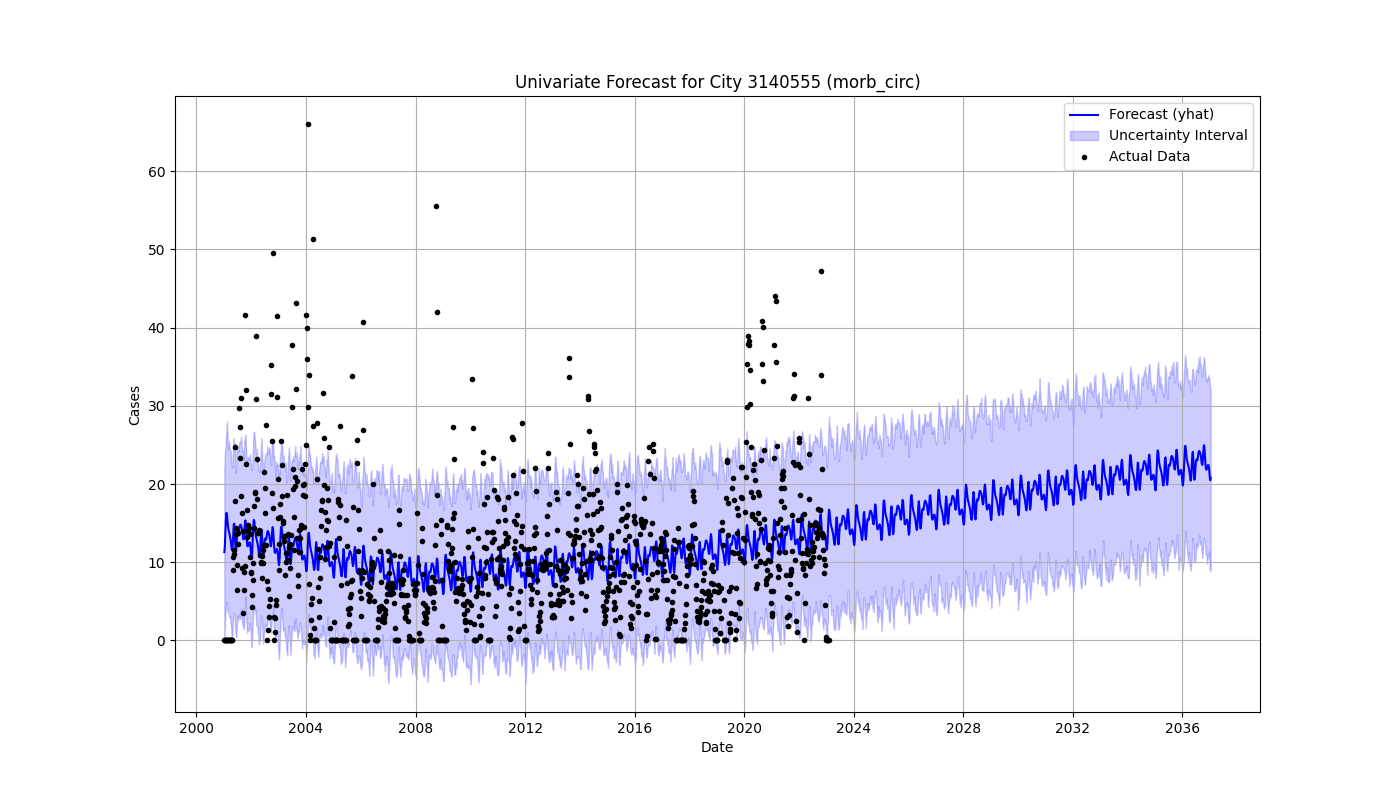 Univariate Forecast for City 3140555 (morb_circ)
Forecast (yhat)
Uncertainty Interval
Actual Data
Cases
60
50
40
30
20
10
0
2000 2004 2008 2012 2016 2020 2024 2028 2032 2036
Date